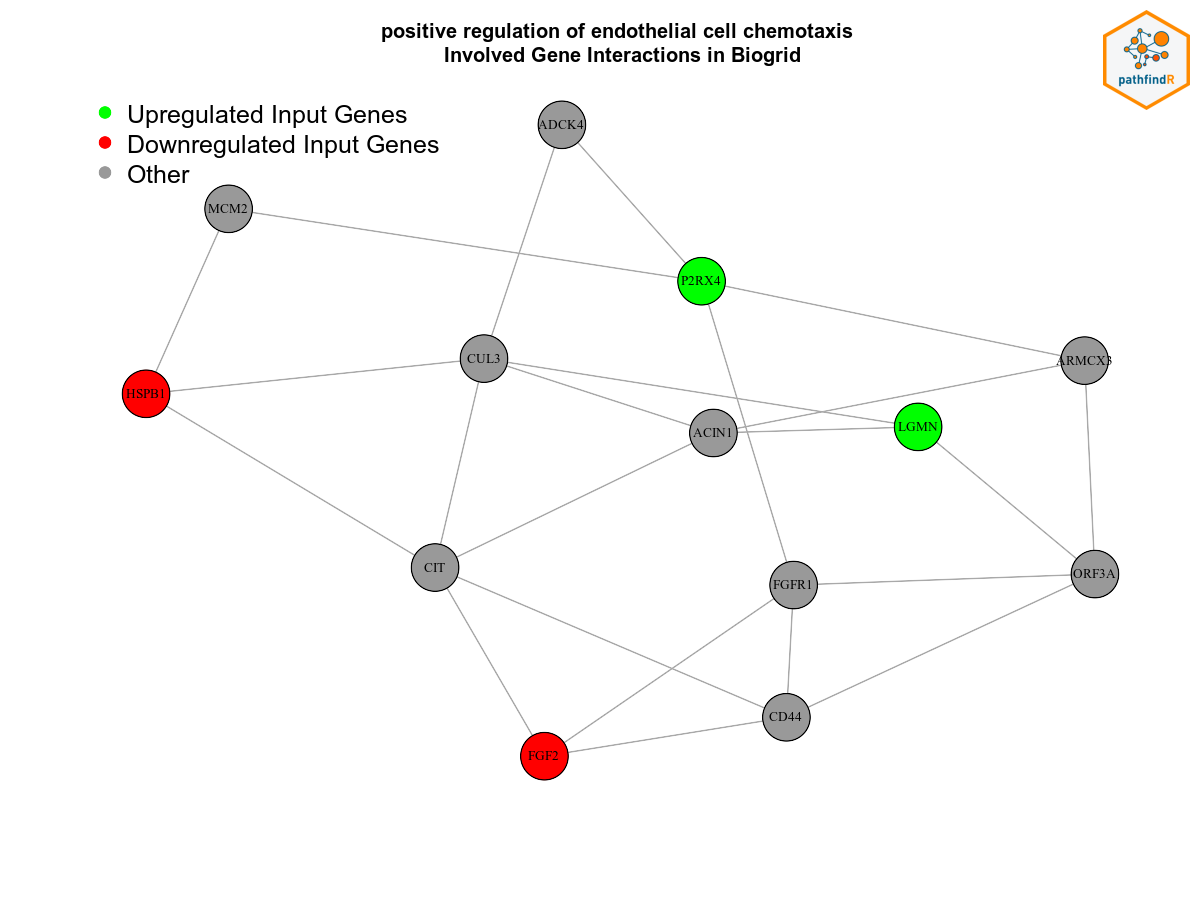 positive regulation of endothelial cell chemotaxis
Involved Gene Interactions in Biogrid
pathfindR
Upregulated Input Genes
Downregulated Input Genes
Other
ADCK4
MCM2
P2RX4
CUL3
ARMCX3
HSPB1
ACIN1
LGMN
CIT
FGFR1
ORF3A
CD44
FGF2